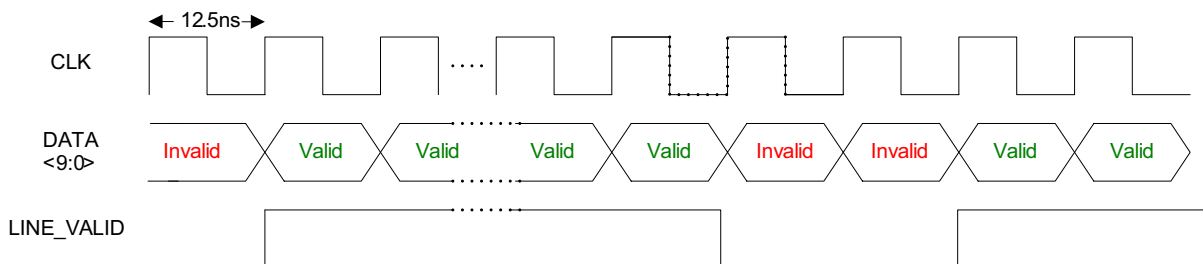 12.5ns
CLK
DATA
<9:0>
Invalid Valid Valid Valid Valid Invalid Invalid Valid Valid
LINE_VALID